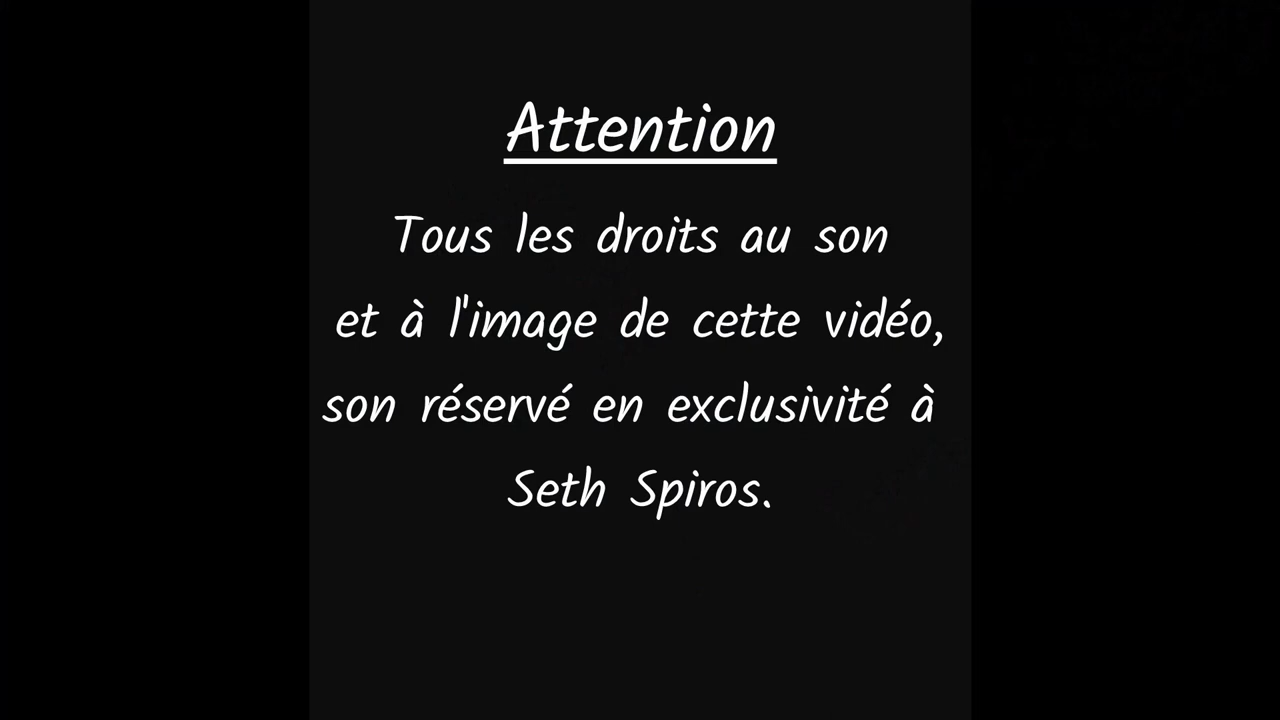 Attention
Tous les droits au son
et à l'image de cette vidéo,
son réservé en exclusivité à
Seth Spiros.